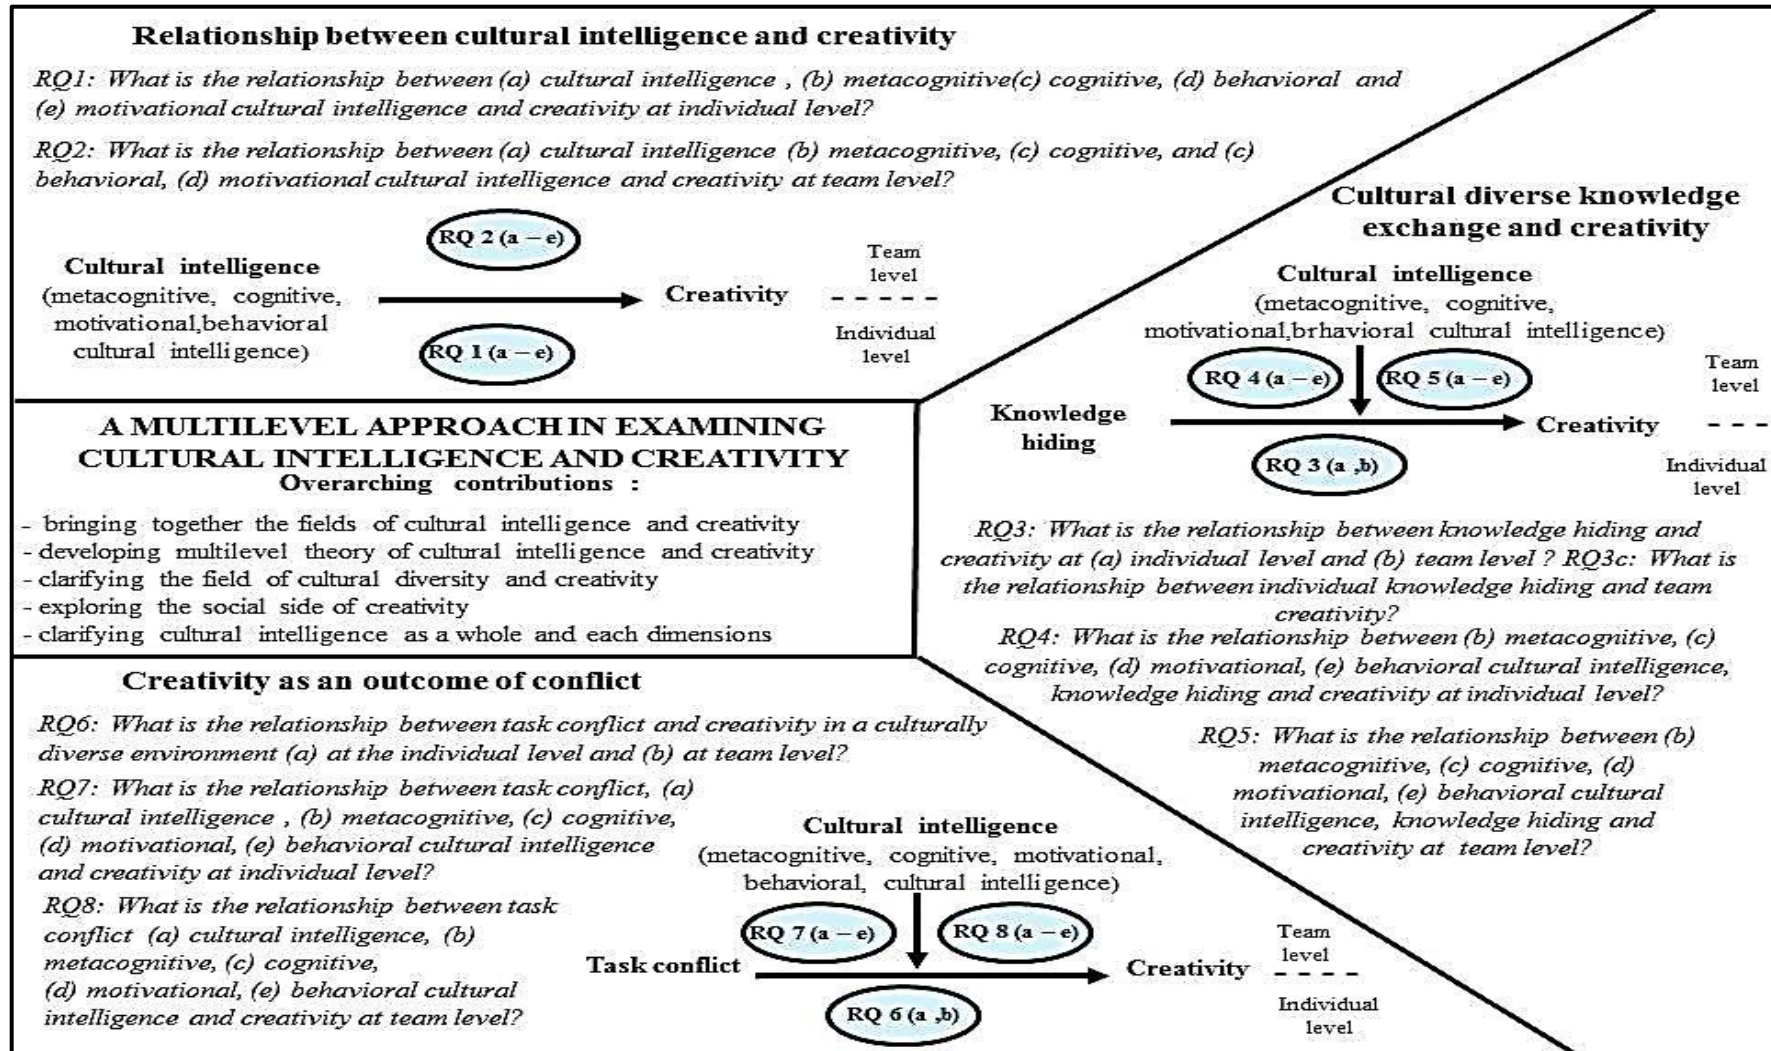 Relationship between cultural intelligence and creativity
RQ1: What is the relationship between (a) cultural intelligence , (b) metacognitive(c) cognitive, (d) behavioral and
(e) motivational cultural intelligence and creativity at individual level?
RQ2: What is the relationship between (a) cultural intelligence (b) metacognitive, (c) cognitive, and (c)
behavioral, (d) motivational cultural intelligence and creativity at team level?
RQ 2 (a – e)
Cultural intelligence
(metacognitive, cognitive,
motivational,behavioral
cultural intelligence)
Creativity
Team
level
Individual
level
RQ 1 (a – e)
Cultural diverse knowledge
exchange and creativity
Cultural intelligence
(metacognitive, cognitive,
motivational,brhavioral cultural intelligence)
RQ 4 (a – e)
RQ 5 (a – e)
Team
level
Knowledge
hiding
Creativity
RQ 3 (a ,b)
Individual
level
RQ3: What is the relationship between knowledge hiding and
creativity at (a) individual level and (b) team level ? RQ3c: What is
the relationship between individual knowledge hiding and team
creativity?
RQ4: What is the relationship between (b) metacognitive, (c)
cognitive, (d) motivational, (e) behavioral cultural intelligence,
knowledge hiding and creativity at individual level?
RQ5: What is the relationship between (b)
metacognitive, (c) cognitive, (d)
motivational, (e) behavioral cultural
intelligence, knowledge hiding and
creativity at team level?
A MULTILEVEL APPROACH IN EXAMINING
CULTURAL INTELLIGENCE AND CREATIVITY
Overarching contributions :
- bringing together the fields of cultural intelligence and creativity
- developing multilevel theory of cultural intelligence and creativity
- clarifying the field of cultural diversity and creativity
- exploring the social side of creativity
- clarifying cultural intelligence as a whole and each dimensions
Creativity as an outcome of conflict
RQ6: What is the relationship between task conflict and creativity in a culturally
diverse environment (a) at the individual level and (b) at team level?
RQ7: What is the relationship between task conflict, (a)
cultural intelligence , (b) metacognitive, (c) cognitive,
(d) motivational, (e) behavioral cultural intelligence
and creativity at individual level?
RQ8: What is the relationship between task
conflict (a) cultural intelligence, (b)
metacognitive, (c) cognitive,
(d) motivational, (e) behavioral cultural
intelligence and creativity at team level?
Cultural intelligence
(metacognitive, cognitive, motivational,
behavioral, cultural intelligence)
RQ 7 (a – e)
RQ 8 (a – e)
Task conflict
Creativity
Team
level
Individual
level
RQ 6 (a ,b)